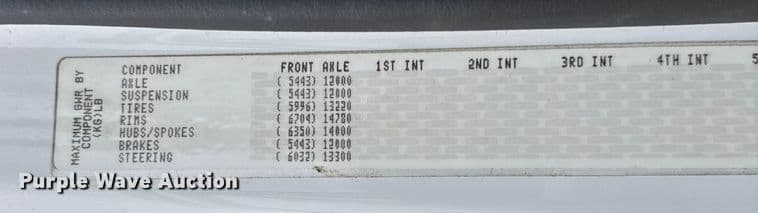 MAXIMUM GWR BY
COMPONENT
(KG)LB
COMPONENT FRONT AXLE 1ST INT 2ND INT 3RD INT 4TH INT 5
AXLE ( 5443) 12000
SUSPENSION ( 5443) 12000
TIRES ( 5996) 13220
RIMS ( 6704) 14780
HUBS/SPOKES ( 6350) 14000
BRAKES ( 5443) 12000
STEERING ( 6032) 13300
Purple Wave Auction